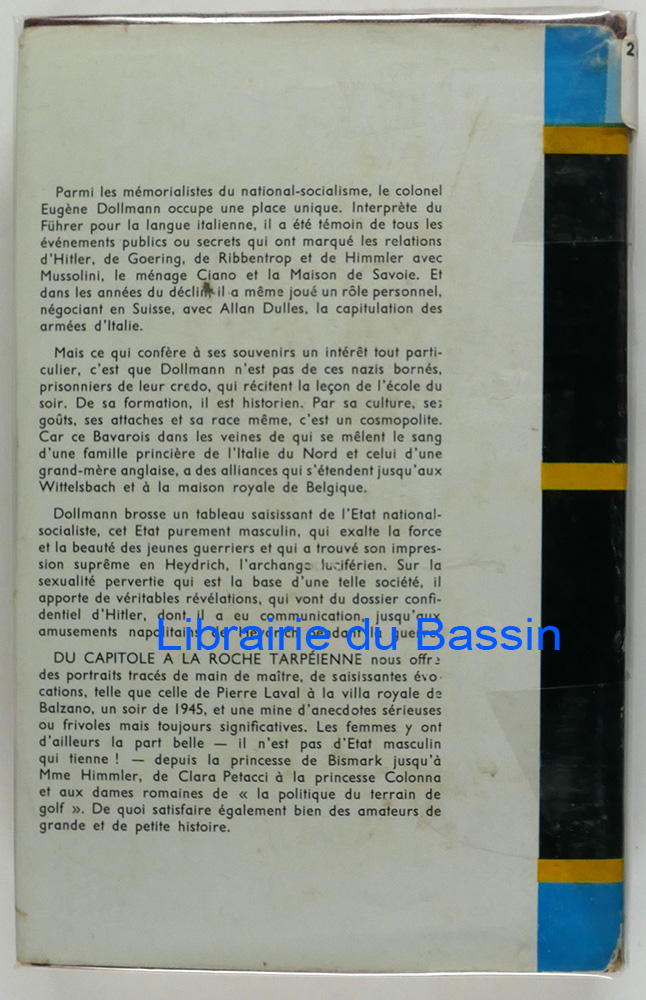 2
Parmi les mémorialistes du national-socialisme, le colonel
Eugène Dollmann occupe une place unique. Interprète du
Führer pour la langue italienne, il a été témoin de tous les
événements publics ou secrets qui ont marqué les relations
d'Hitler, de Goering, de Ribbentrop et de Himmler avec
Mussolini, le ménage Ciano et la Maison de Savoie. Et
dans les années du déclin il a même joué un rôle personnel,
négociant en Suisse, avec Allan Dulles, la capitulation des
armées d'Italie.
Mais ce qui confère à ses souvenirs un intérêt tout parti-
culier, c'est que Dollmann n'est pas de ces nazis bornés,
prisonniers de leur credo, qui récitent la leçon de l'école du
soir. De sa formation, il est historien. Par sa culture, ses
goûts, ses attaches et sa race même, c'est un cosmopolite.
Car ce Bavarois dans les veines de qui se mêlent le sang
d'une famille princière de l'Italie du Nord et celui d'une
grand-mère anglaise, a des alliances qui s'étendent jusqu'aux
Wittelsbach et à la maison royale de Belgique.
Dollmann brosse un tableau saisissant de l'Etat national-
socialiste, cet Etat purement masculin, qui exalte la force
et la beauté des jeunes guerriers et qui a trouvé son impres-
sion suprême en Heydrich, l'archange luciférien. Sur la
sexualité pervertie qui est la base d'une telle société, il
apporte de véritables révélations, qui vont du dossier confi-
dentiel d'Hitler, dont il a eu communication, jusqu'aux
amusements napolitains de Heydrich pendant la guerre.
Librairie du Bassin
DU CAPITOLE A LA ROCHE TARPÉIENNE nous offre
des portraits tracés de main de maître, de saisissantes évo-
cations, telle que celle de Pierre Laval à la villa royale de
Balzano, un soir de 1945, et une mine d'anecdotes sérieuses
ou frivoles mais toujours significatives. Les femmes y ont
d'ailleurs la part belle — il n'est pas d'Etat masculin
qui tienne ! — depuis la princesse de Bismark jusqu'à
Mme Himmler, de Clara Petacci à la princesse Colonna
et aux dames romaines de « la politique du terrain de
golf ». De quoi satisfaire également bien des amateurs de
grande et de petite histoire.